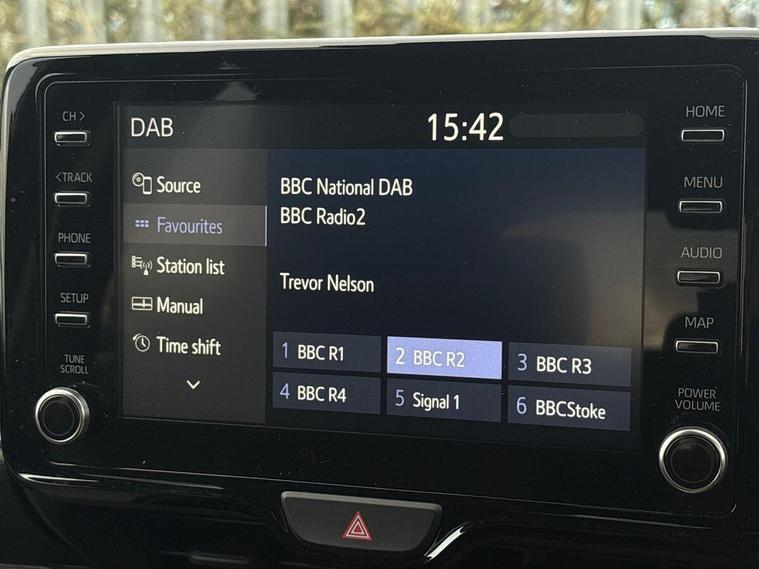 CH >
< TRACK
PHONE
SETUP
TUNE
SCROLL
DAB
15:42
Source
Favourites
Station list
Manual
Time shift
BBC National DAB
BBC Radio2
Trevor Nelson
1 BBC R1
2 BBC R2
3 BBC R3
4 BBC R4
5 Signal 1
6 BBCStoke
HOME
MENU
AUDIO
MAP
POWER
VOLUME